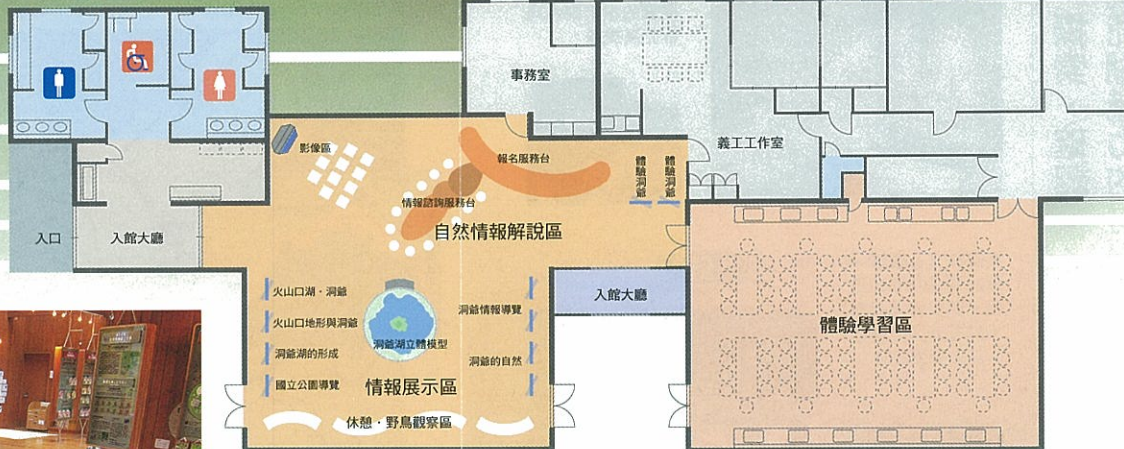 事務室
影像區
報名服務台
體驗洞爺
體驗洞爺
義工工作室
情報諮詢服務台
自然情報解說區
入口
入館大廳
火山口湖・洞爺
火山口地形與洞爺
洞爺湖的形成
國立公園導覽
洞爺湖立體模型
洞爺情報導覽
洞爺的自然
入館大廳
體驗學習區
情報展示區
休憩・野鳥觀察區